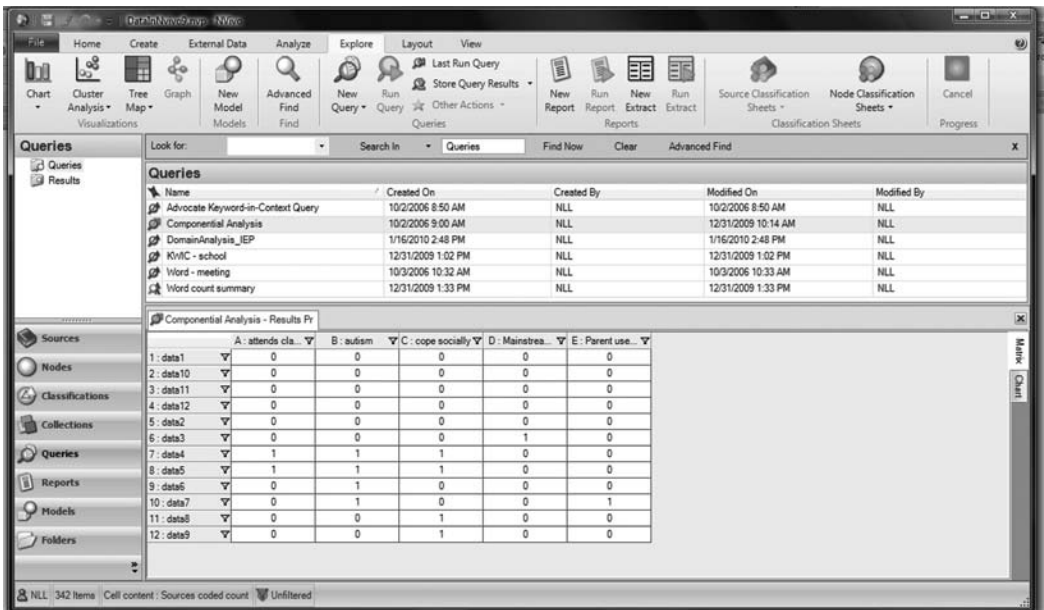 DataInNvivo9.nvp - NVivo
File Home Create External Data Analyze Explore Layout View
Chart Cluster Analysis Tree Map Graph New Model Advanced Find New Query Run Query Last Run Query Store Query Results Other Actions New Report Run Report New Extract Run Extract Source Classification Sheets Node Classification Sheets Cancel
Visualizations Models Find Queries Reports Classification Sheets Progress
Queries
Queries
Results
Look for: Search In Queries Find Now Clear Advanced Find X
Queries
Name Created On Created By Modified On Modified By
Advocate Keyword-in-Context Query 10/2/2006 8:50 AM NLL 10/2/2006 8:50 AM NLL
Componential Analysis 10/2/2006 9:00 AM NLL 12/31/2009 10:14 AM NLL
DomainAnalysis_IEP 1/16/2010 2:48 PM NLL 1/16/2010 2:48 PM NLL
KWIC - school 12/31/2009 1:02 PM NLL 12/31/2009 1:02 PM NLL
Word - meeting 10/3/2006 10:32 AM NLL 10/3/2006 10:33 AM NLL
Word count summary 12/31/2009 1:33 PM NLL 12/31/2009 1:33 PM NLL
Componential Analysis - Results Pr
A : attends cla... B : autism C : cope socially D : Mainstrea... E : Parent use...
1 : data1 0 0 0 0 0
2 : data10 0 0 0 0 0
3 : data11 0 0 0 0 0
4 : data12 0 0 0 0 0
5 : data2 0 0 0 0 0
6 : data3 0 0 0 1 0
7 : data4 1 1 1 0 0
8 : data5 1 1 1 0 0
9 : data6 0 1 0 0 0
10 : data7 0 1 0 0 1
11 : data8 0 0 1 0 0
12 : data9 0 0 1 0 0
Matrix
Chart
Sources
Nodes
Classifications
Collections
Queries
Reports
Models
Folders
NLL 342 Items Cell content : Sources coded count Unfiltered